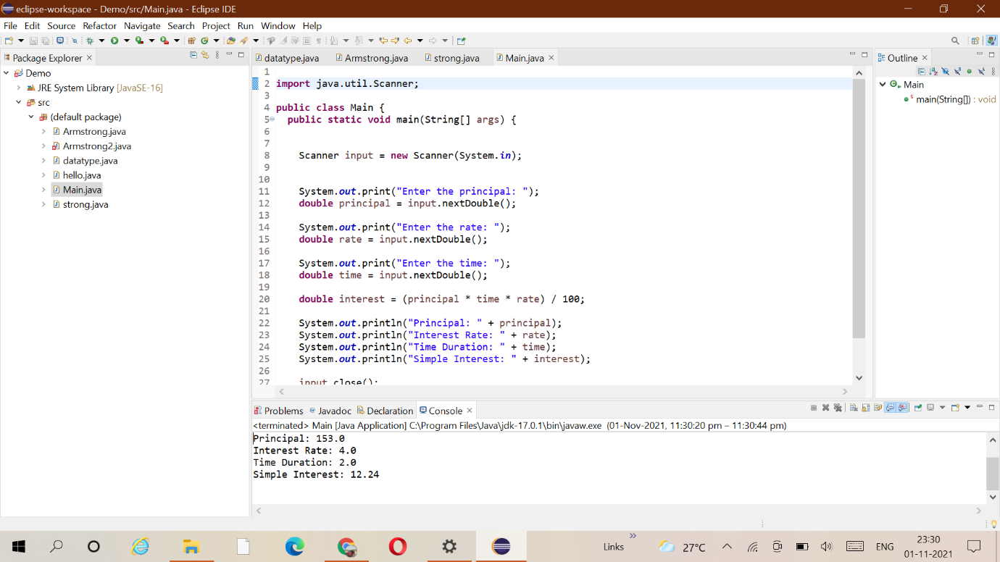 eclipse-workspace - Demo/src/Main.java - Eclipse IDE
File Edit Source Refactor Navigate Search Project Run Window Help
Package Explorer
Demo
JRE System Library [JavaSE-16]
src
(default package)
Armstrong.java
Armstrong2.java
datatype.java
hello.java
Main.java
strong.java
datatype.java Armstrong.java strong.java Main.java
1
2 import java.util.Scanner;
3
4 public class Main {
5 public static void main(String[] args) {
6
7
8 Scanner input = new Scanner(System.in);
9
10
11 System.out.print("Enter the principal: ");
12 double principal = input.nextDouble();
13
14 System.out.print("Enter the rate: ");
15 double rate = input.nextDouble();
16
17 System.out.print("Enter the time: ");
18 double time = input.nextDouble();
19
20 double interest = (principal * time * rate) / 100;
21
22 System.out.println("Principal: " + principal);
23 System.out.println("Interest Rate: " + rate);
24 System.out.println("Time Duration: " + time);
25 System.out.println("Simple Interest: " + interest);
26
27 input.close();
Outline
Main
main(String[]) : void
Problems Javadoc Declaration Console
<terminated> Main [Java Application] C:\Program Files\Java\jdk-17.0.1\bin\javaw.exe (01-Nov-2021, 11:30:20 pm – 11:30:44 pm)
Principal: 153.0
Interest Rate: 4.0
Time Duration: 2.0
Simple Interest: 12.24
Links
27°C
ENG
23:30
01-11-2021